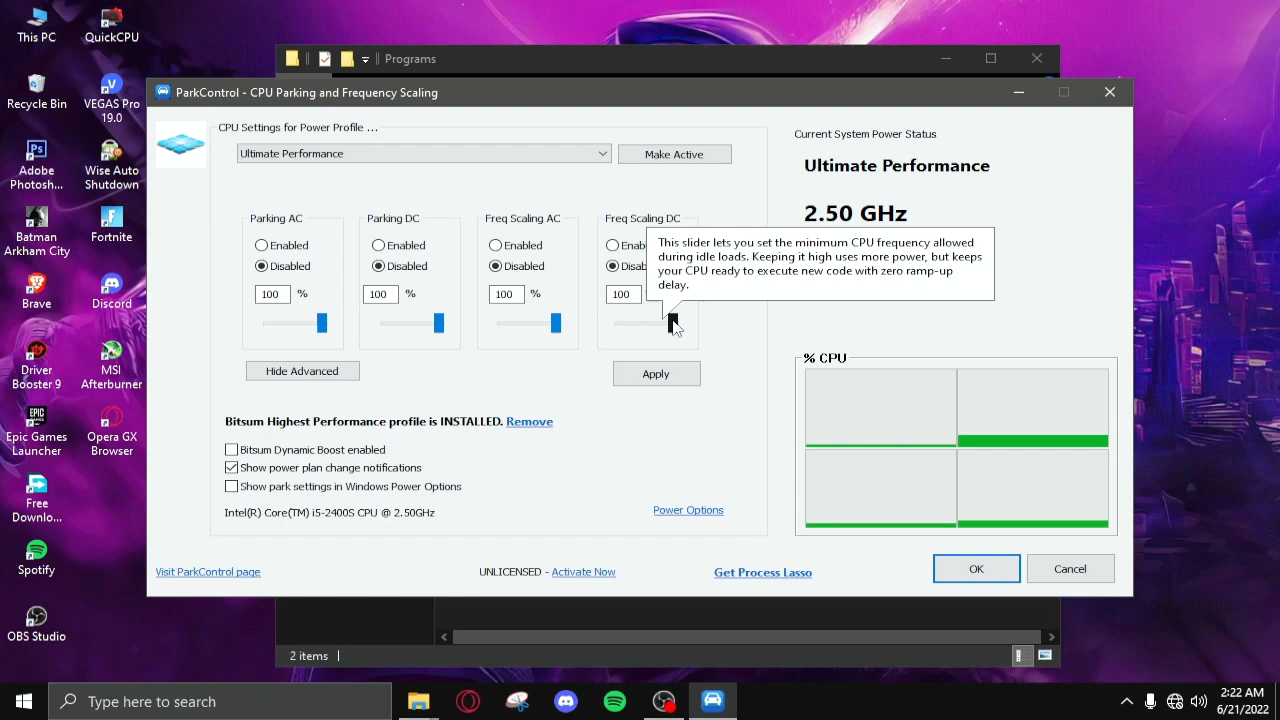 This PC
QuickCPU
Recycle Bin
VEGAS Pro
19.0
Adobe
Photosh...
Wise Auto
Shutdown
Batman
Arkham City
Fortnite
Brave
Discord
Driver
Booster 9
MSI
Afterburner
Epic Games
Launcher
Opera GX
Browser
Free
Downlo...
Spotify
OBS Studio
Programs
ParkControl - CPU Parking and Frequency Scaling
CPU Settings for Power Profile ...
Ultimate Performance
Make Active
Current System Power Status
Ultimate Performance
2.50 GHz
Parking AC
Enabled
Disabled
100 %
Parking DC
Enabled
Disabled
100 %
Freq Scaling AC
Enabled
Disabled
100 %
Freq Scaling DC
Enab
Disab
100
This slider lets you set the minimum CPU frequency allowed
during idle loads. Keeping it high uses more power, but keeps
your CPU ready to execute new code with zero ramp-up
delay.
Hide Advanced
Apply
% CPU
Bitsum Highest Performance profile is INSTALLED. Remove
Bitsum Dynamic Boost enabled
Show power plan change notifications
Show park settings in Windows Power Options
Intel(R) Core(TM) i5-2400S CPU @ 2.50GHz
Power Options
Visit ParkControl page
UNLICENSED - Activate Now
Get Process Lasso
OK
Cancel
2 items
Type here to search
2:22 AM
6/21/2022